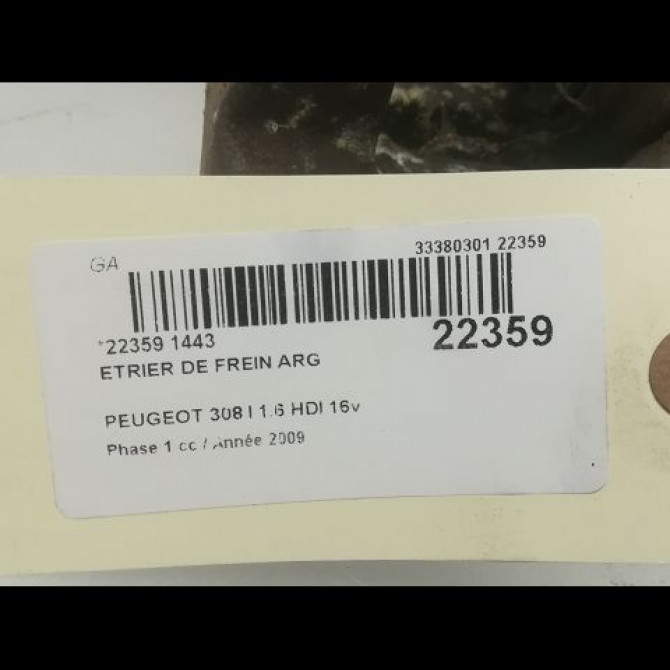 GA
33380301 22359
*22359 1443
22359
ETRIER DE FREIN ARG
PEUGEOT 308 I 1.6 HDI 16v
Phase 1 cc / Année 2009